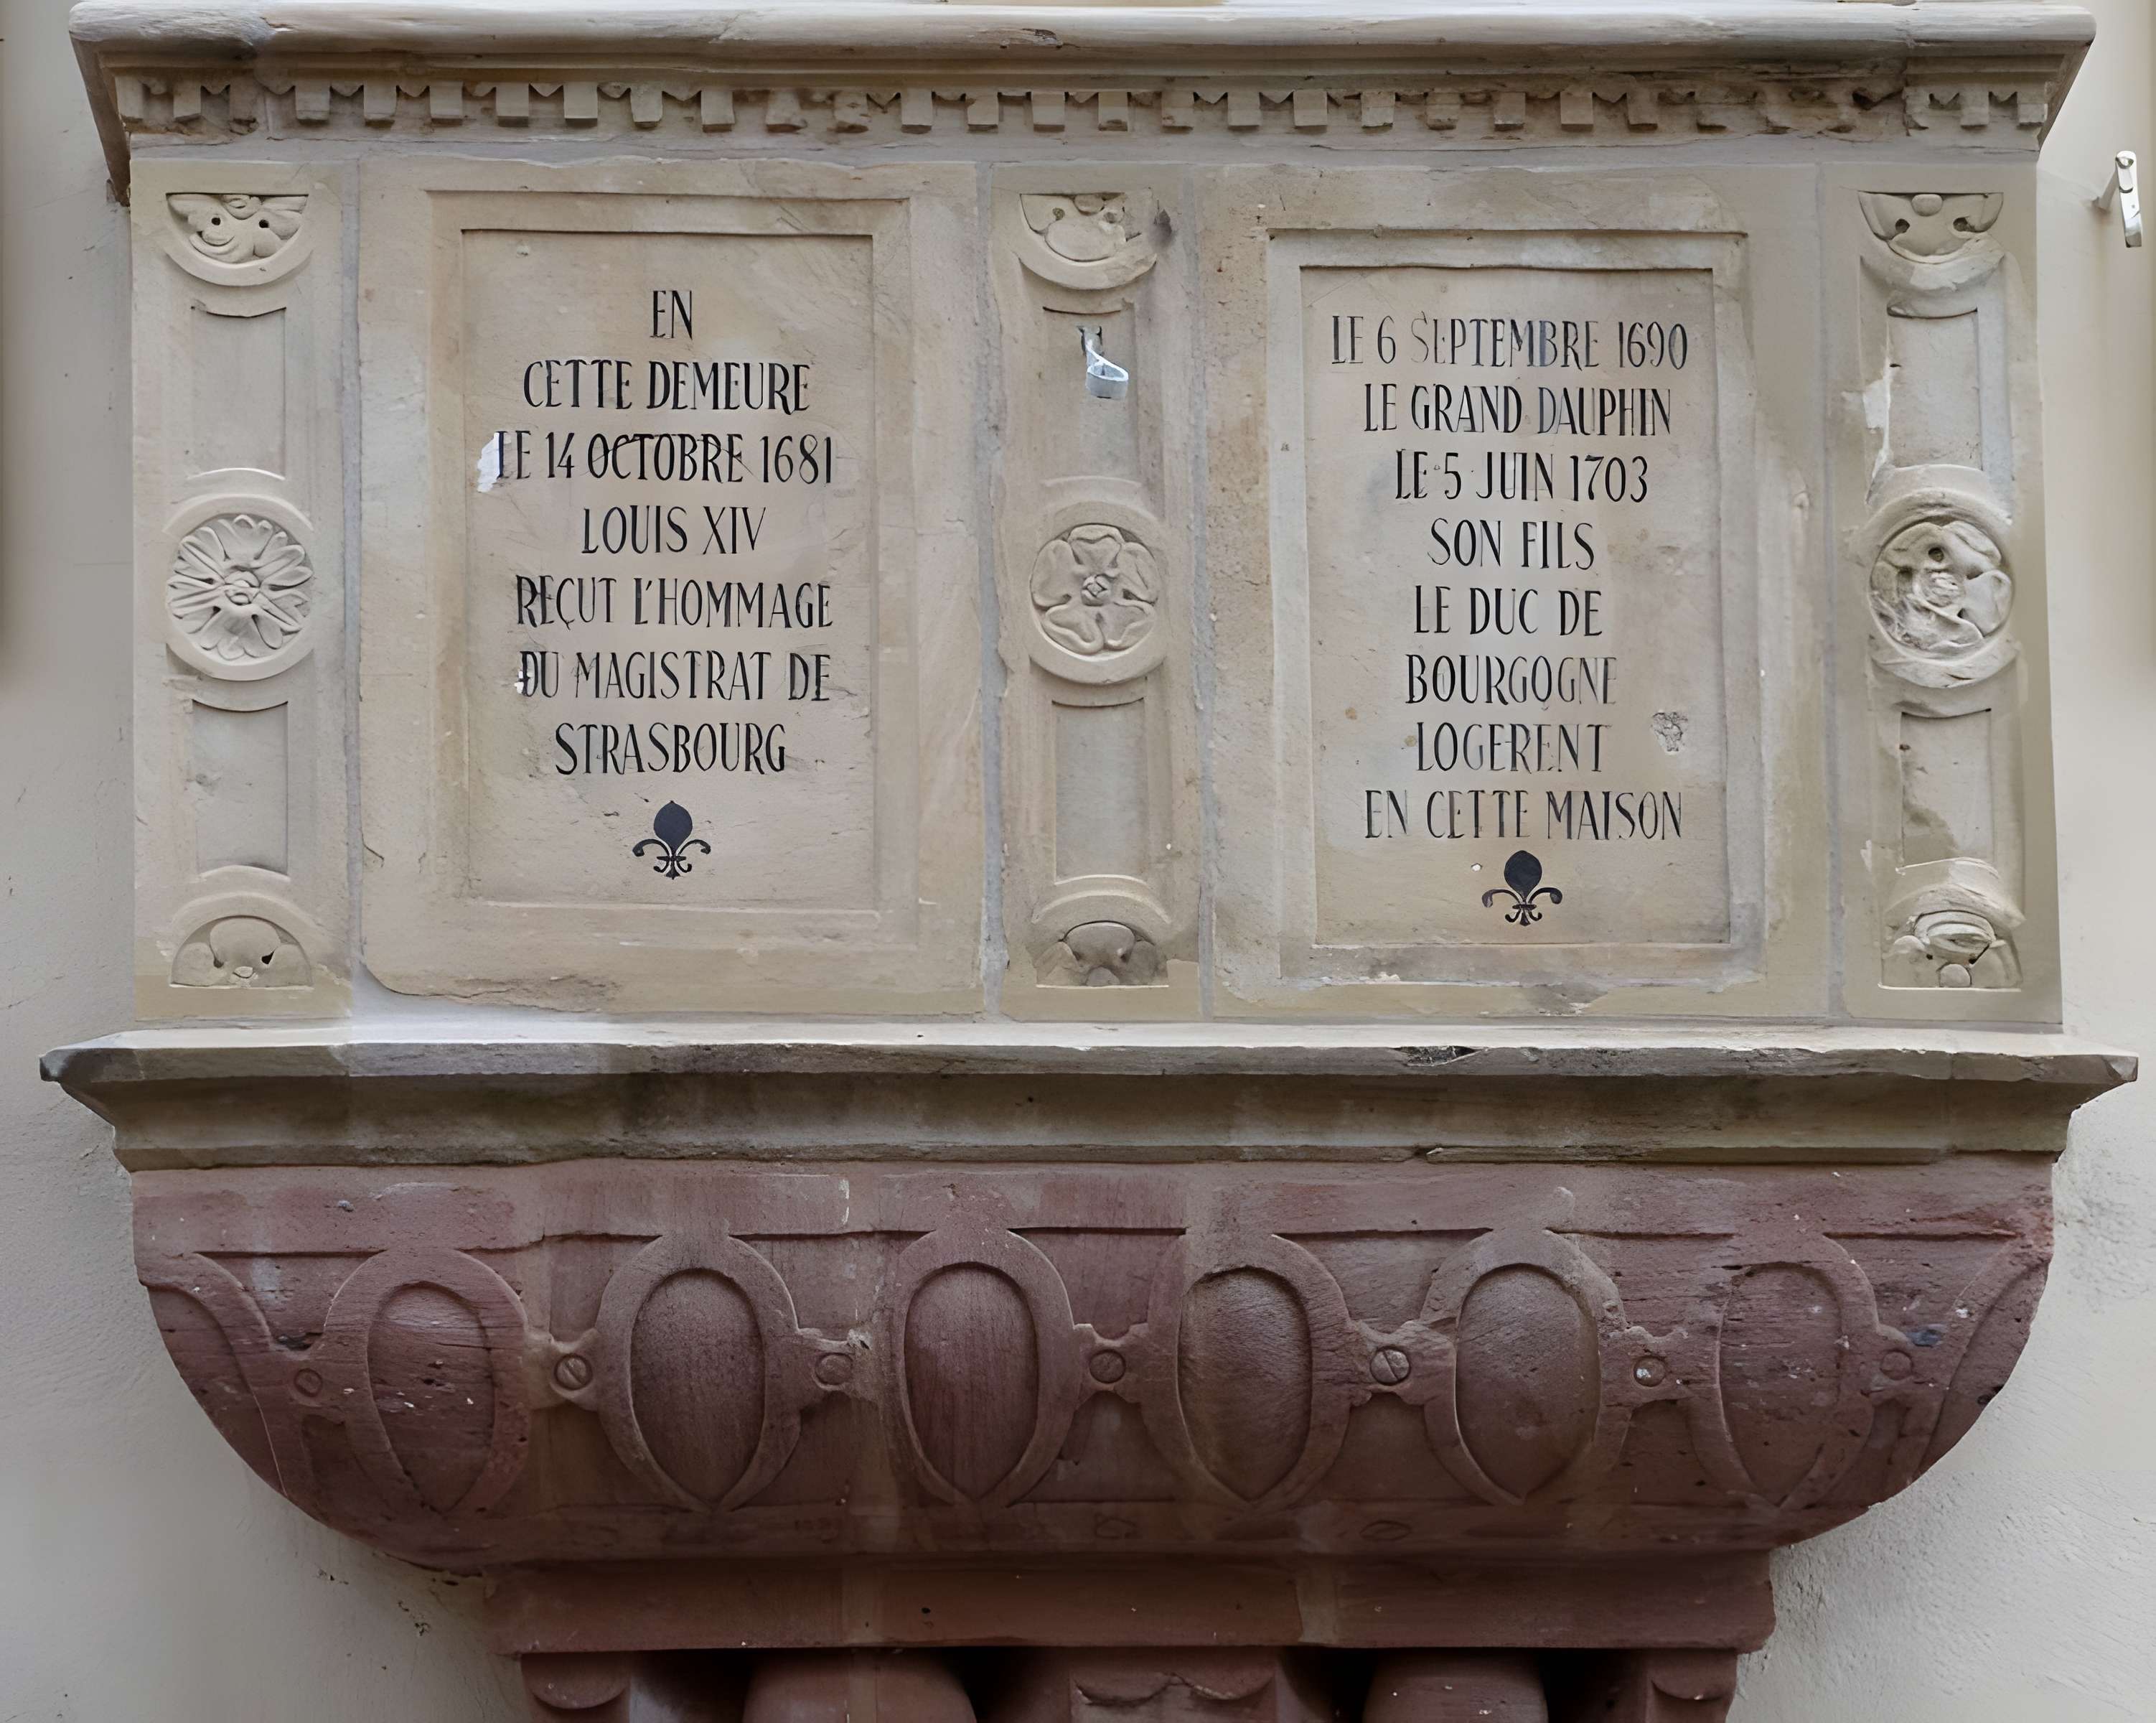 EN
CETTE DEMEURE
LE 14 OCTOBRE 1681
LOUIS XIV
REÇUT L'HOMMAGE
DU MAGISTRAT DE
STRASBOURG
LE 6 SEPTEMBRE 1690
LE GRAND DAUPHIN
LE 5 JUIN 1703
SON FILS
LE DUC DE
BOURGOGNE
LOGERENT
EN CETTE MAISON